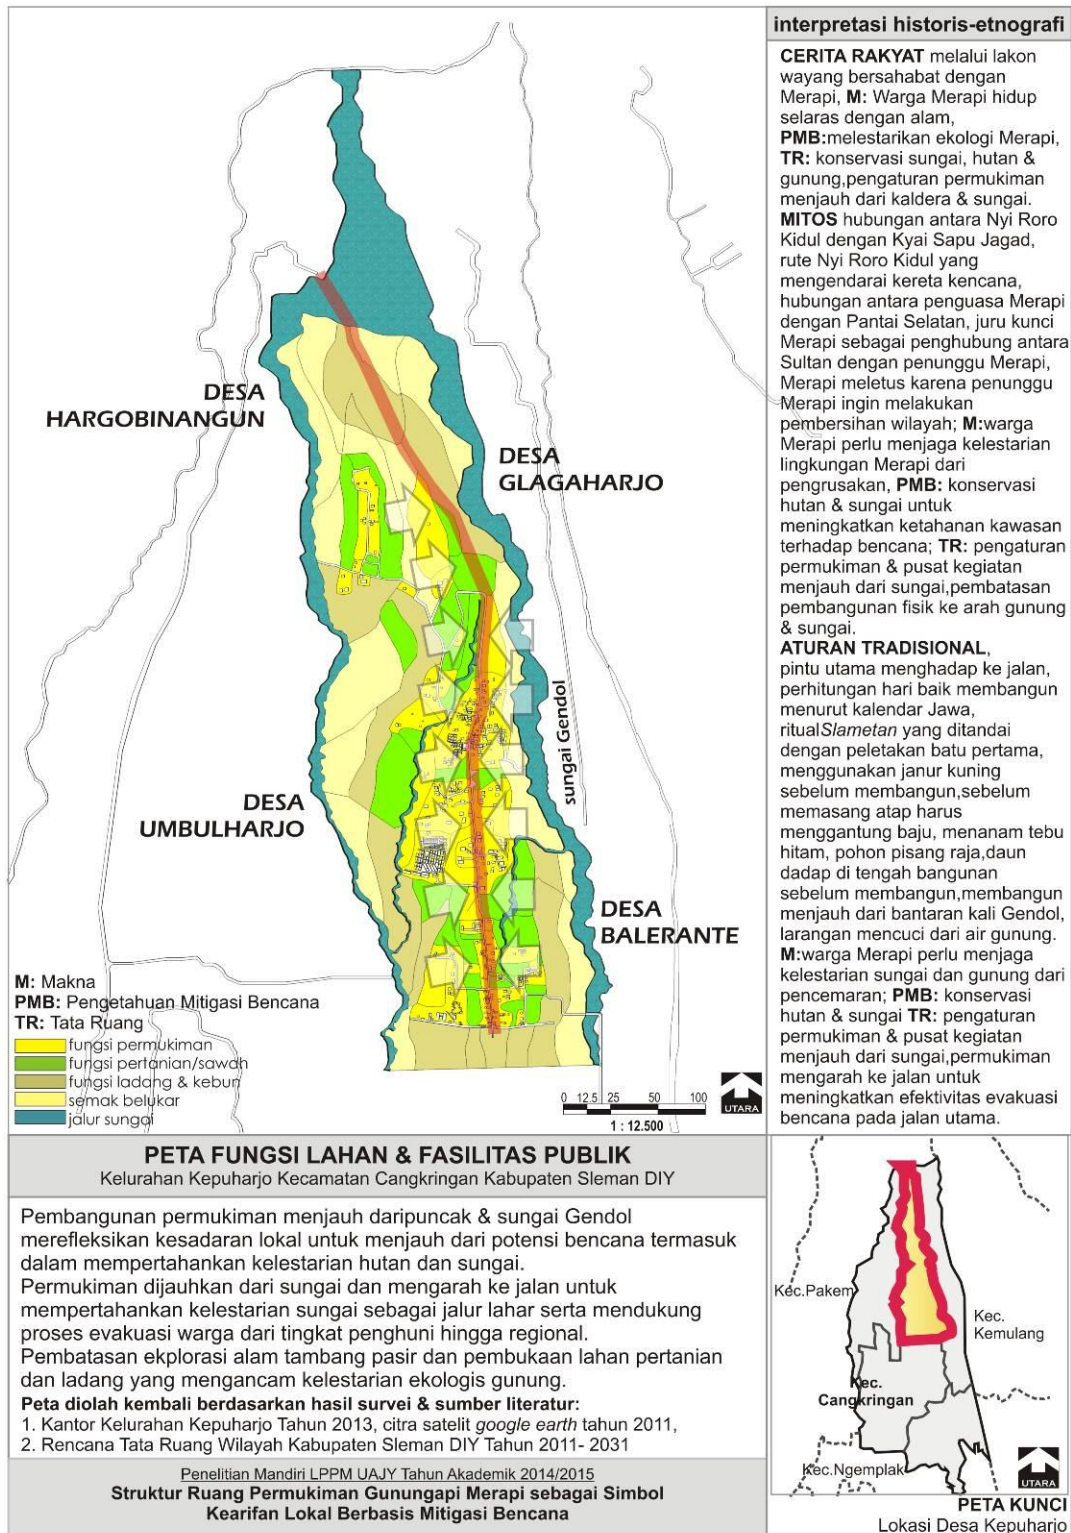 interpretasi historis-etnografi
CERITA RAKYAT melalui lakon
wayang bersahabat dengan
Merapi, M: Warga Merapi hidup
selaras dengan alam,
PMB:melestarikan ekologi Merapi,
TR: konservasi sungai, hutan &
gunung,pengaturan permukiman
menjauh dari kaldera & sungai.
MITOS hubungan antara Nyi Roro
Kidul dengan Kyai Sapu Jagad,
rute Nyi Roro Kidul yang
mengendarai kereta kencana,
hubungan antara penguasa Merapi
dengan Pantai Selatan, juru kunci
Merapi sebagai penghubung antara
Sultan dengan penunggu Merapi,
Merapi meletus karena penunggu
Merapi ingin melakukan
pembersihan wilayah; M:warga
Merapi perlu menjaga kelestarian
lingkungan Merapi dari
pengrusakan, PMB: konservasi
hutan & sungai untuk
meningkatkan ketahanan kawasan
terhadap bencana; TR: pengaturan
permukiman & pusat kegiatan
menjauh dari sungai,pembatasan
pembangunan fisik ke arah gunung
& sungai.
ATURAN TRADISIONAL,
pintu utama menghadap ke jalan,
perhitungan hari baik membangun
menurut kalendar Jawa,
ritualSlametan yang ditandai
dengan peletakan batu pertama,
menggunakan janur kuning
sebelum membangun,sebelum
memasang atap harus
menggantung baju, menanam tebu
hitam, pohon pisang raja,daun
dadap di tengah bangunan
sebelum membangun,membangun
menjauh dari bantaran kali Gendol,
larangan mencuci dari air gunung.
M:warga Merapi perlu menjaga
kelestarian sungai dan gunung dari
pencemaran; PMB: konservasi
hutan & sungai TR: pengaturan
permukiman & pusat kegiatan
menjauh dari sungai,permukiman
mengarah ke jalan untuk
meningkatkan efektivitas evakuasi
bencana pada jalan utama.
DESA
HARGOBINANGUN
DESA
GLAGAHARJO
sungai Gendol
DESA
UMBULHARJO
DESA
BALERANTE
M: Makna
PMB: Pengetahuan Mitigasi Bencana
TR: Tata Ruang
fungsi permukiman
fungsi pertanian/sawah
fungsi ladang & kebun
semak belukar
jalur sungai
0 12.5 25 50 100
1 : 12.500
UTARA
PETA FUNGSI LAHAN & FASILITAS PUBLIK
Kelurahan Kepuharjo Kecamatan Cangkringan Kabupaten Sleman DIY
Pembangunan permukiman menjauh daripuncak & sungai Gendol
merefleksikan kesadaran lokal untuk menjauh dari potensi bencana termasuk
dalam mempertahankan kelestarian hutan dan sungai.
Permukiman dijauhkan dari sungai dan mengarah ke jalan untuk
mempertahankan kelestarian sungai sebagai jalur lahar serta mendukung
proses evakuasi warga dari tingkat penghuni hingga regional.
Pembatasan ekplorasi alam tambang pasir dan pembukaan lahan pertanian
dan ladang yang mengancam kelestarian ekologis gunung.
Peta diolah kembali berdasarkan hasil survei & sumber literatur:
1. Kantor Kelurahan Kepuharjo Tahun 2013, citra satelit google earth tahun 2011,
2. Rencana Tata Ruang Wilayah Kabupaten Sleman DIY Tahun 2011- 2031
Penelitian Mandiri LPPM UAJY Tahun Akademik 2014/2015
Struktur Ruang Permukiman Gunungapi Merapi sebagai Simbol
Kearifan Lokal Berbasis Mitigasi Bencana
Kec.Pakem
Kec.
Kemulang
Kec.
Cangkringan
Kec.Ngemplak
UTARA
PETA KUNCI
Lokasi Desa Kepuharjo